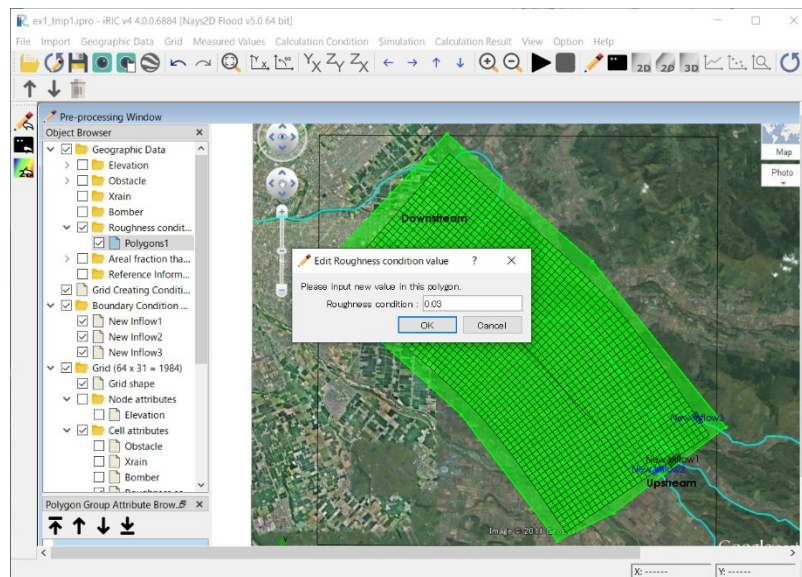 ex1_tmp1.ipro - iRIC v4 4.0.0.6884 [Nays2D Flood v5.0 64 bit]
File Import Geographic Data Grid Measured Values Calculation Condition Simulation Calculation Result View Option Help
Pre-processing Window
Object Browser
Geographic Data
Elevation
Obstacle
Xrain
Bomber
Roughness condit...
Polygons1
Areal fraction tha...
Reference Inform...
Grid Creating Conditi...
Boundary Condition ...
New Inflow1
New Inflow2
New Inflow3
Grid (64 x 31 = 1984)
Grid shape
Node attributes
Elevation
Cell attributes
Obstacle
Xrain
Bomber
Polygon Group Attribute Brow...
Map
Photo
Downstream
Edit Roughness condition value ? ×
Please input new value in this polygon.
Roughness condition : 0.03
OK Cancel
New Inflow3
New Inflow1
New Inflow2
Upstream
Image © 2011
X: ------ Y: ------